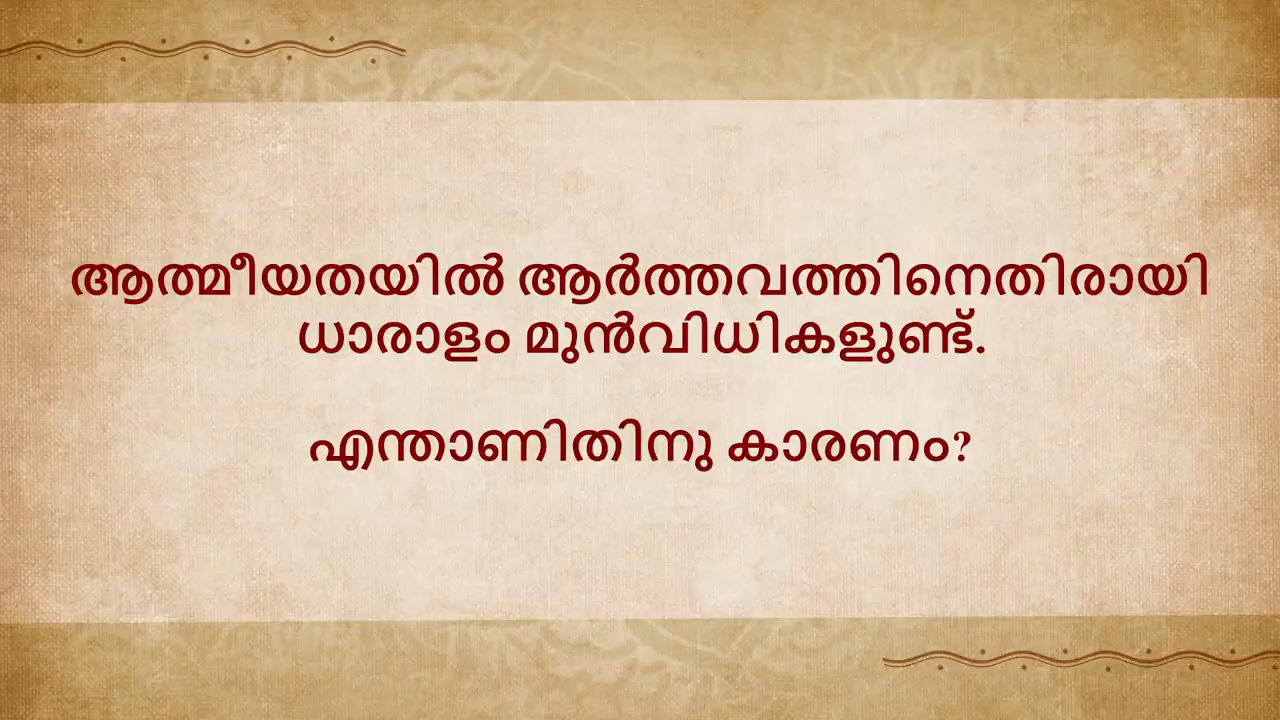 ആത്മീയതയിൽ ആർത്തവത്തിനെതിരായി
ധാരാളം മുൻവിധികളുണ്ട്.
എന്താണിതിനു കാരണം?